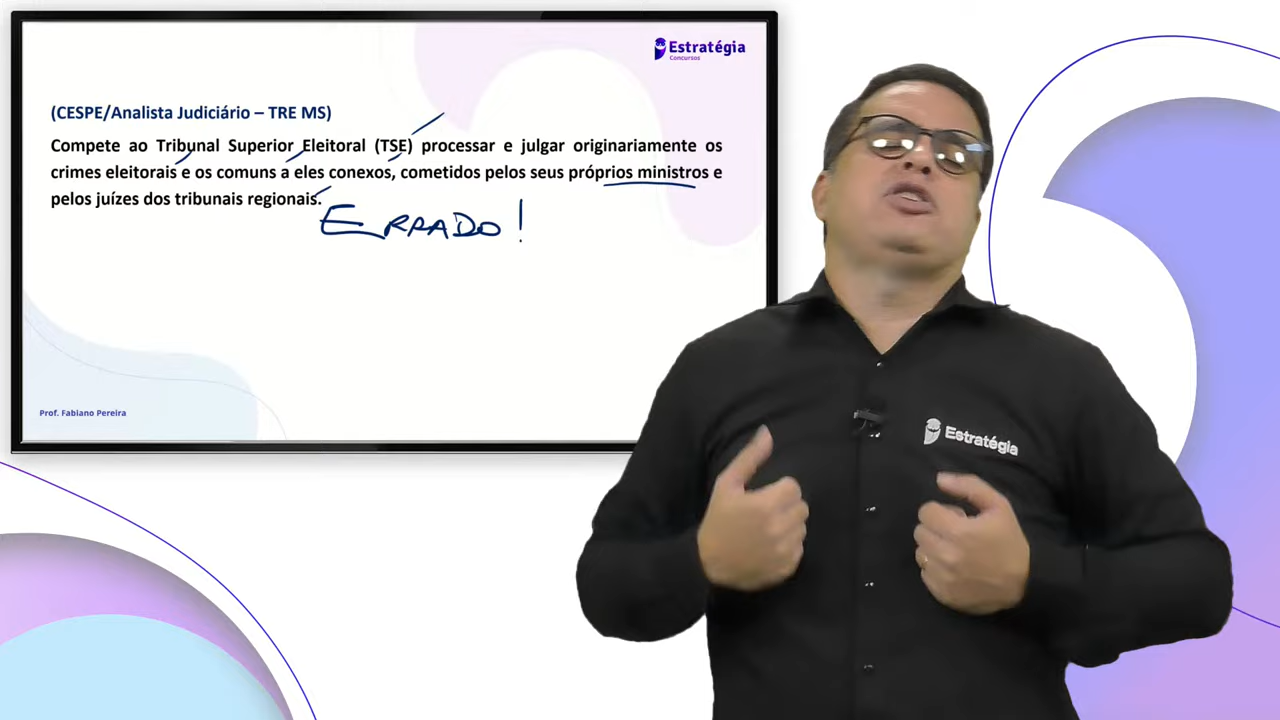 Estratégia
Concursos
(CESPE/Analista Judiciário – TRE MS)
Compete ao Tribunal Superior Eleitoral (TSE) processar e julgar originariamente os
crimes eleitorais e os comuns a eles conexos, cometidos pelos seus próprios ministros e
pelos juízes dos tribunais regionais.
ERRADO!
Prof. Fabiano Pereira
Estratégia